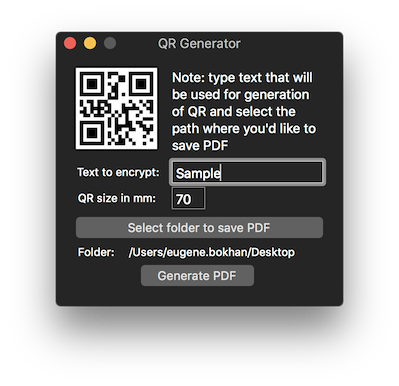 QR Generator
Note: type text that will
be used for generation
of QR and select the
path where you'd like to
save PDF
Text to encrypt: Sample
QR size in mm: 70
Select folder to save PDF
Folder: /Users/eugene.bokhan/Desktop
Generate PDF